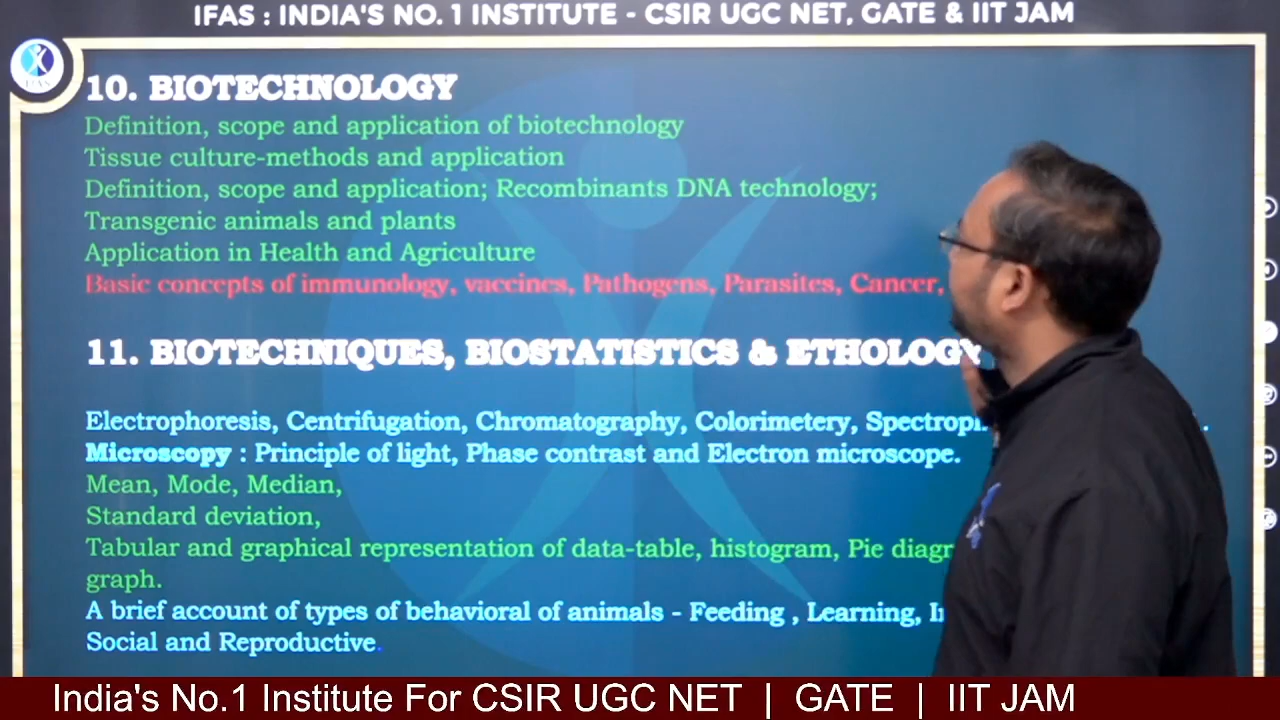 IFAS : INDIA'S NO. 1 INSTITUTE - CSIR UGC NET, GATE & IIT JAM
10. BIOTECHNOLOGY
Definition, scope and application of biotechnology
Tissue culture-methods and application
Definition, scope and application; Recombinants DNA technology;
Transgenic animals and plants
Application in Health and Agriculture
Basic concepts of immunology, vaccines, Pathogens, Parasites, Cancer,
11. BIOTECHNIQUES, BIOSTATISTICS & ETHOLOGY
Electrophoresis, Centrifugation, Chromatography, Colorimetery,
Microscopy : Principle of light, Phase contrast and Electron microscope.
Mean, Mode, Median,
Standard deviation,
Tabular and graphical representation of data-table, histogram, Pie
graph.
A brief account of types of behavioral of animals - Feeding , Learning,
Social and Reproductive.
India's No.1 Institute For CSIR UGC NET | GATE | IIT JAM